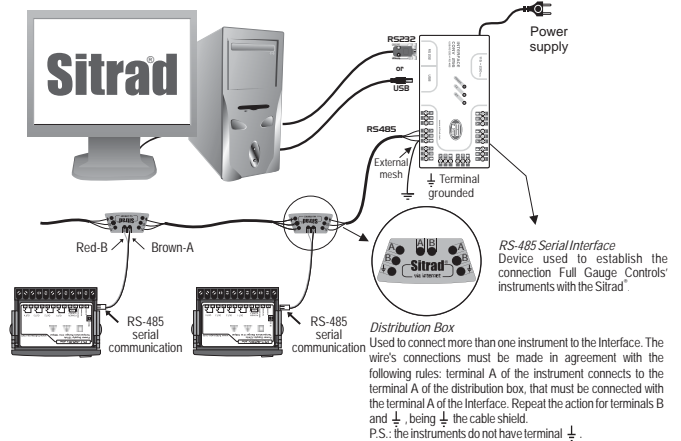 Sitrad®
RS232
or
USB
RS485
Power
supply
External
mesh
Terminal
grounded
Sitrad
Sitrad
Red-B
Brown-A
A
A B
A
B
B
Sitrad®
via internet
RS-485 Serial Interface
Device used to establish the
connection Full Gauge Controls'
instruments with the Sitrad®.
RS-485
serial
communication
RS-485
serial
communication
Distribution Box
Used to connect more than one instrument to the Interface. The
wire's connections must be made in agreement with the
following rules: terminal A of the instrument connects to the
terminal A of the distribution box, that must be connected with
the terminal A of the Interface. Repeat the action for terminals B
and ⏚ , being ⏚ the cable shield.
P.S.: the instruments do not have terminal ⏚ .